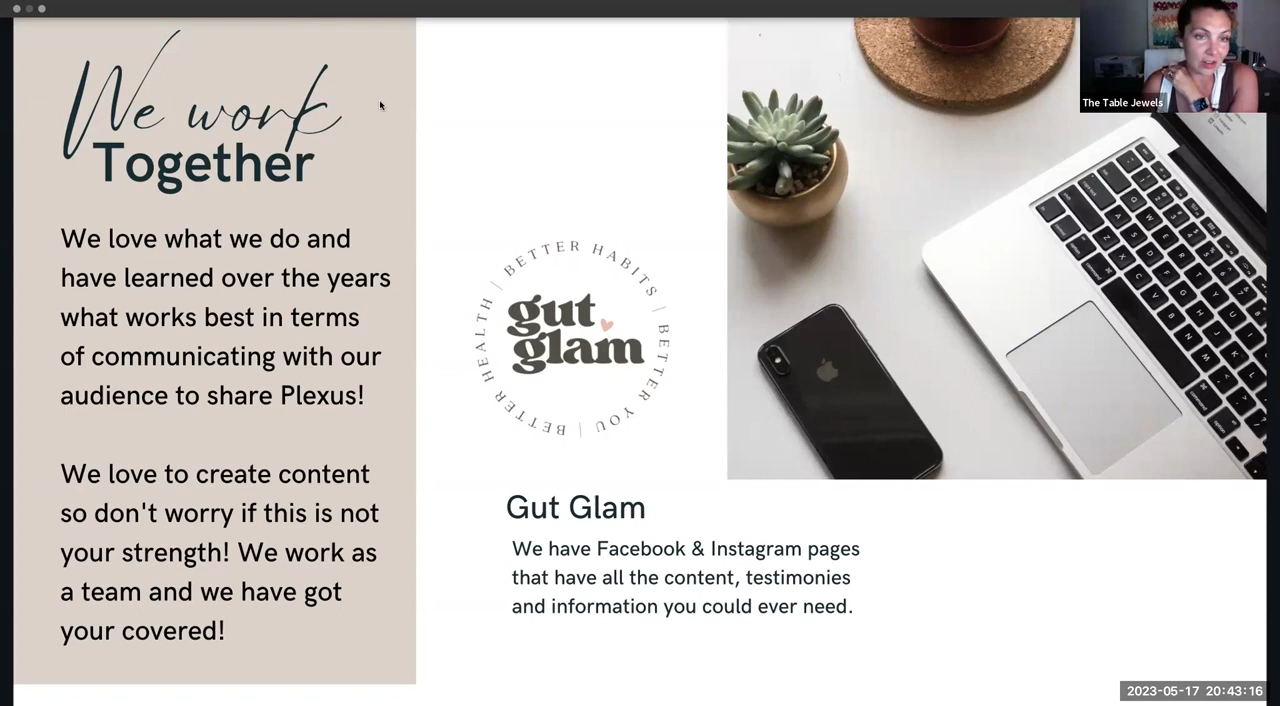 We work
Together
We love what we do and
have learned over the years
what works best in terms
of communicating with our
audience to share Plexus!
We love to create content
so don't worry if this is not
your strength! We work as
a team and we have got
your covered!
BETTER HEALTH | BETTER HABITS | BETTER YOU |
gut
glam
Gut Glam
We have Facebook & Instagram pages
that have all the content, testimonies
and information you could ever need.
The Table Jewels
2023-05-17 20:43:16